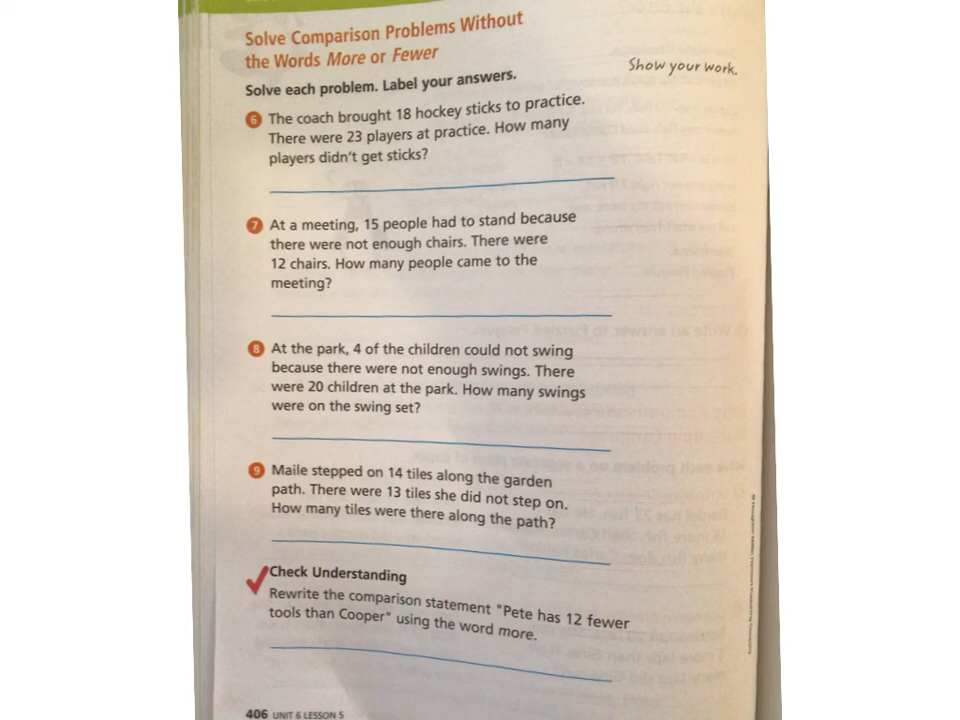 Solve Comparison Problems Without
the Words More or Fewer
Show your work.
Solve each problem. Label your answers.
6 The coach brought 18 hockey sticks to practice.
There were 23 players at practice. How many
players didn't get sticks?
7 At a meeting, 15 people had to stand because
there were not enough chairs. There were
12 chairs. How many people came to the
meeting?
8 At the park, 4 of the children could not swing
because there were not enough swings. There
were 20 children at the park. How many swings
were on the swing set?
9 Maile stepped on 14 tiles along the garden
path. There were 13 tiles she did not step on.
How many tiles were there along the path?
Check Understanding
Rewrite the comparison statement "Pete has 12 fewer
tools than Cooper" using the word more.
406 UNIT 6 LESSON 5